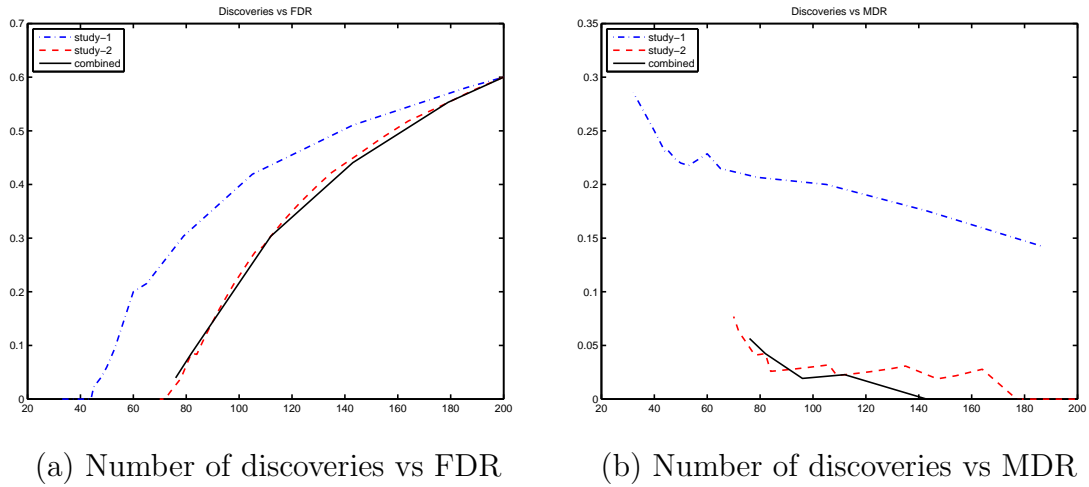 Discoveries vs FDR
0.7
0.6
0.5
0.4
0.3
0.2
0.1
0
20 40 60 80 100 120 140 160 180 200
study−1
study−2
combined
Discoveries vs MDR
0.35
0.3
0.25
0.2
0.15
0.1
0.05
0
20 40 60 80 100 120 140 160 180 200
study−1
study−2
combined
(a) Number of discoveries vs FDR
(b) Number of discoveries vs MDR